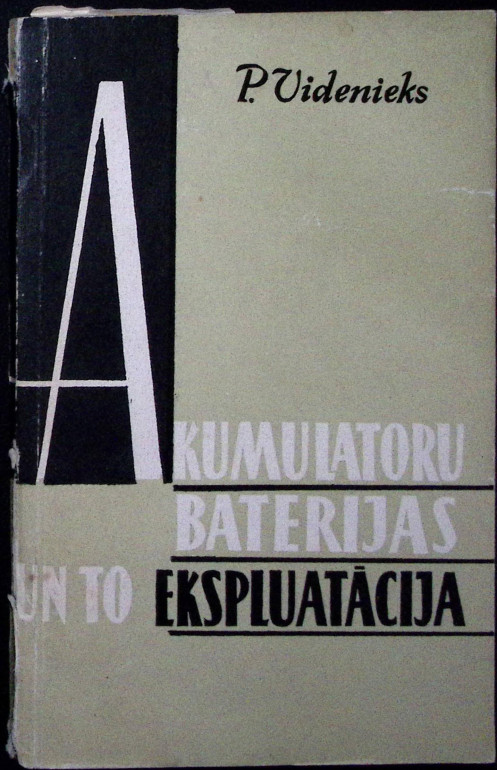 P. Videnieks
AKUMULATORU
BATERIJAS
UN TO EKSPLUATĀCIJA